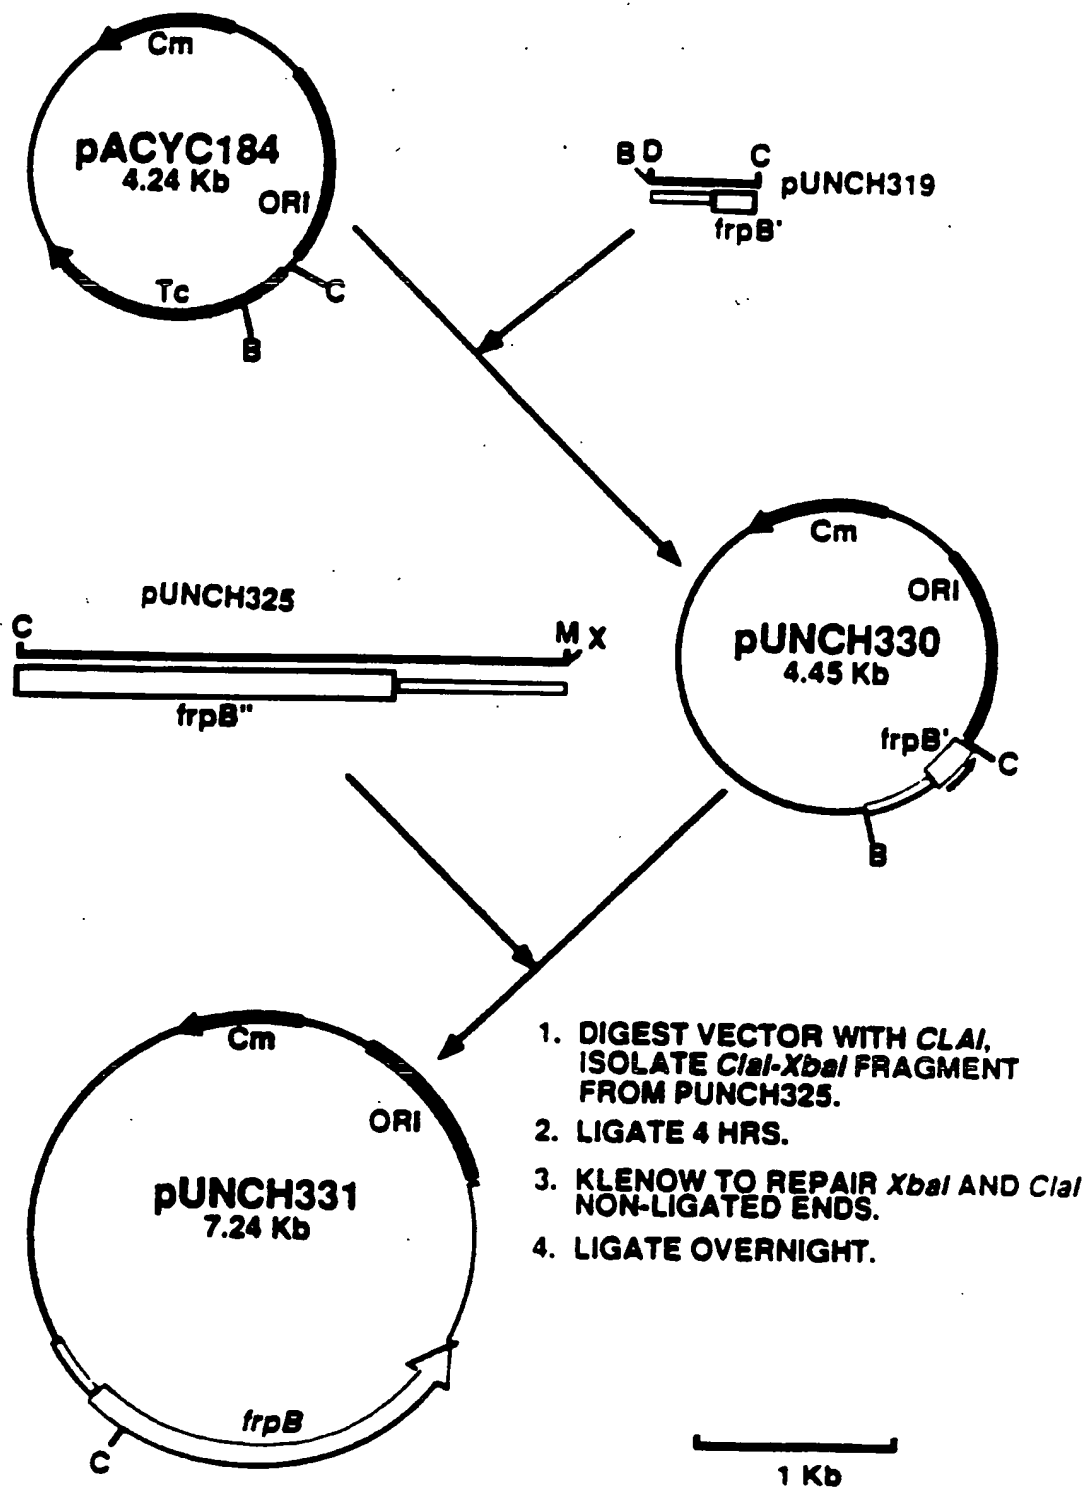 Cm
pACYC184
4.24 Kb
ORI
Tc
C
B
B D C
pUNCH319
frpB'
pUNCH325
C
M X
frpB"
Cm
ORI
pUNCH330
4.45 Kb
frpB'
C
B
Cm
ORI
pUNCH331
7.24 Kb
frpB
C
1. DIGEST VECTOR WITH CLAI,
ISOLATE ClaI-XbaI FRAGMENT
FROM PUNCH325.
2. LIGATE 4 HRS.
3. KLENOW TO REPAIR XbaI AND ClaI
NON-LIGATED ENDS.
4. LIGATE OVERNIGHT.
1 Kb